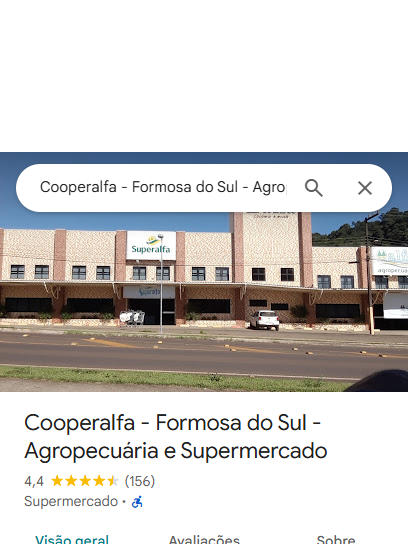 Cooperalfa - Formosa do Sul - Agrop
Superalfa
Superalfa
agropecuá
Cooperalfa - Formosa do Sul -
Agropecuária e Supermercado
4,4 (156)
Supermercado ·
Visão geral Avaliações Sobre